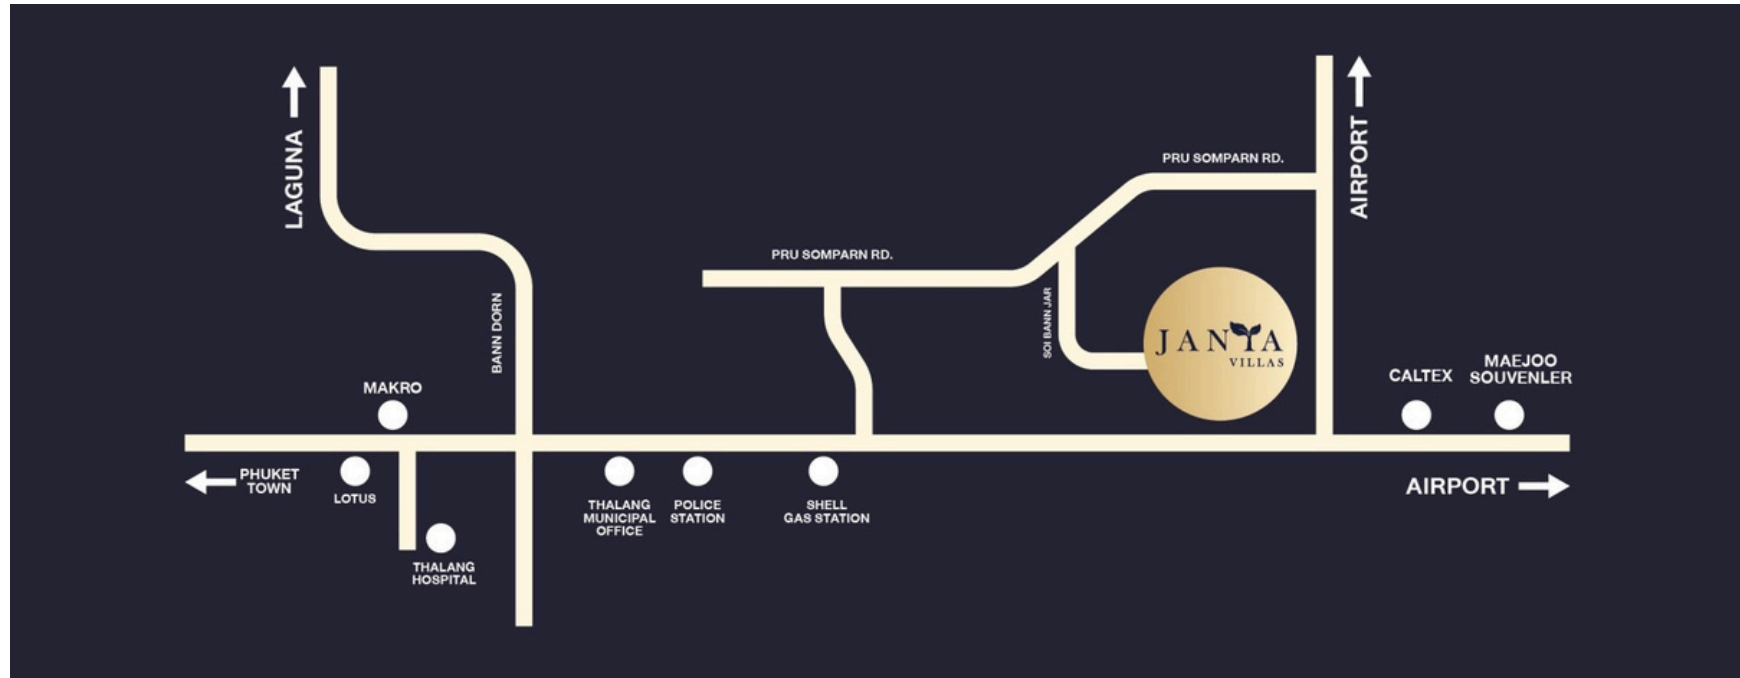 LAGUNA
AIRPORT
PRU SOMPARN RD.
PRU SOMPARN RD.
BANN DORN
SOI BANN JAR
JANYA
VILLAS
MAKRO
CALTEX
MAEJOO
SOUVENLER
PHUKET
TOWN
LOTUS
THALANG
MUNICIPAL
OFFICE
POLICE
STATION
SHELL
GAS STATION
AIRPORT
THALANG
HOSPITAL